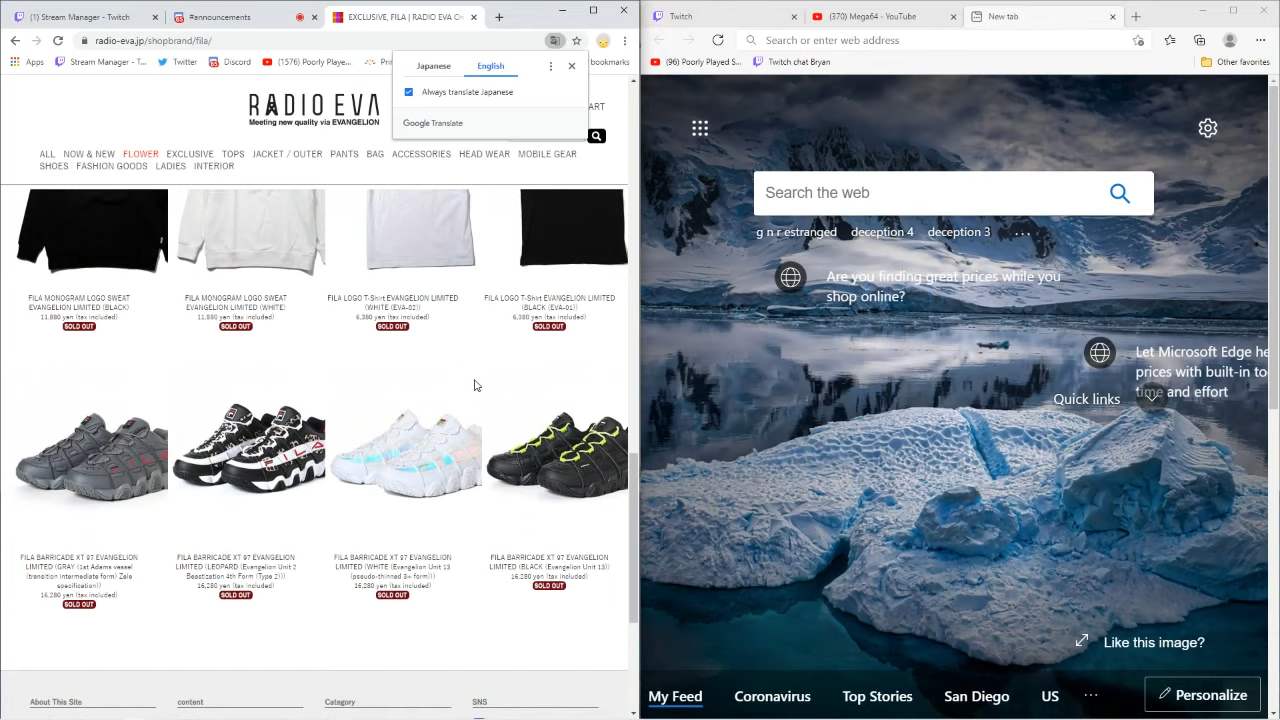 (1) Stream Manager - Twitch
#announcements
EXCLUSIVE, FILA | RADIO EVA O
radio-eva.jp/shopbrand/fila/
Apps
Stream Manager - T...
Twitter
Discord
(1576) Poorly Playe...
bookmarks
Japanese
English
Always translate Japanese
Google Translate
RADIO EVA
Meeting new quality via EVANGELION
ART
ALL NOW & NEW FLOWER EXCLUSIVE TOPS JACKET / OUTER PANTS BAG ACCESSORIES HEAD WEAR MOBILE GEAR
SHOES FASHION GOODS LADIES INTERIOR
FILA MONOGRAM LOGO SWEAT
EVANGELION LIMITED (BLACK)
11,880 yen (tax included)
SOLD OUT
FILA MONOGRAM LOGO SWEAT
EVANGELION LIMITED (WHITE)
11,880 yen (tax included)
SOLD OUT
FILA LOGO T-Shirt EVANGELION LIMITED
(WHITE (EVA-02))
6,380 yen (tax included)
SOLD OUT
FILA LOGO T-Shirt EVANGELION LIMITED
(BLACK (EVA-01))
6,380 yen (tax included)
SOLD OUT
FILA BARRICADE XT 97 EVANGELION
LIMITED (GRAY (1st Adams vessel
(transition intermediate form) Zele
specification))
16,280 yen (tax included)
SOLD OUT
FILA BARRICADE XT 97 EVANGELION
LIMITED (LEOPARD (Evangelion Unit 2
Beastization 4th Form (Type 2)))
16,280 yen (tax included)
SOLD OUT
FILA BARRICADE XT 97 EVANGELION
LIMITED (WHITE (Evangelion Unit 13
(pseudo-thinned 3+ form)))
16,280 yen (tax included)
SOLD OUT
FILA BARRICADE XT 97 EVANGELION
LIMITED (BLACK (Evangelion Unit 13))
16,280 yen (tax included)
SOLD OUT
About This Site
content
Category
SNS
Twitch
(370) Mega64 - YouTube
New tab
Search or enter web address
(96) Poorly Played S...
Twitch chat Bryan
Other favorites
Search the web
g n r estranged
deception 4
deception 3
...
Are you finding great prices while you
shop online?
Let Microsoft Edge he
prices with built-in to
time and effort
Quick links
Like this image?
My Feed
Coronavirus
Top Stories
San Diego
US
...
Personalize